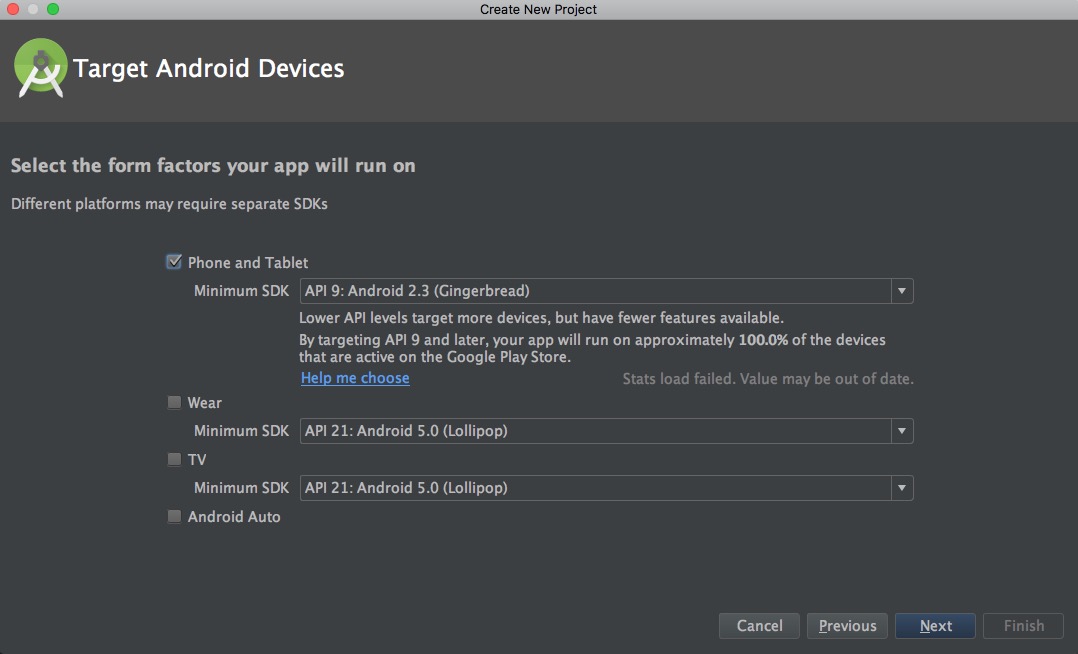 Create New Project
Target Android Devices
Select the form factors your app will run on
Different platforms may require separate SDKs
Phone and Tablet
Minimum SDK API 9: Android 2.3 (Gingerbread)
Lower API levels target more devices, but have fewer features available.
By targeting API 9 and later, your app will run on approximately 100.0% of the devices
that are active on the Google Play Store.
Help me choose Stats load failed. Value may be out of date.
Wear
Minimum SDK API 21: Android 5.0 (Lollipop)
TV
Minimum SDK API 21: Android 5.0 (Lollipop)
Android Auto
Cancel Previous Next Finish